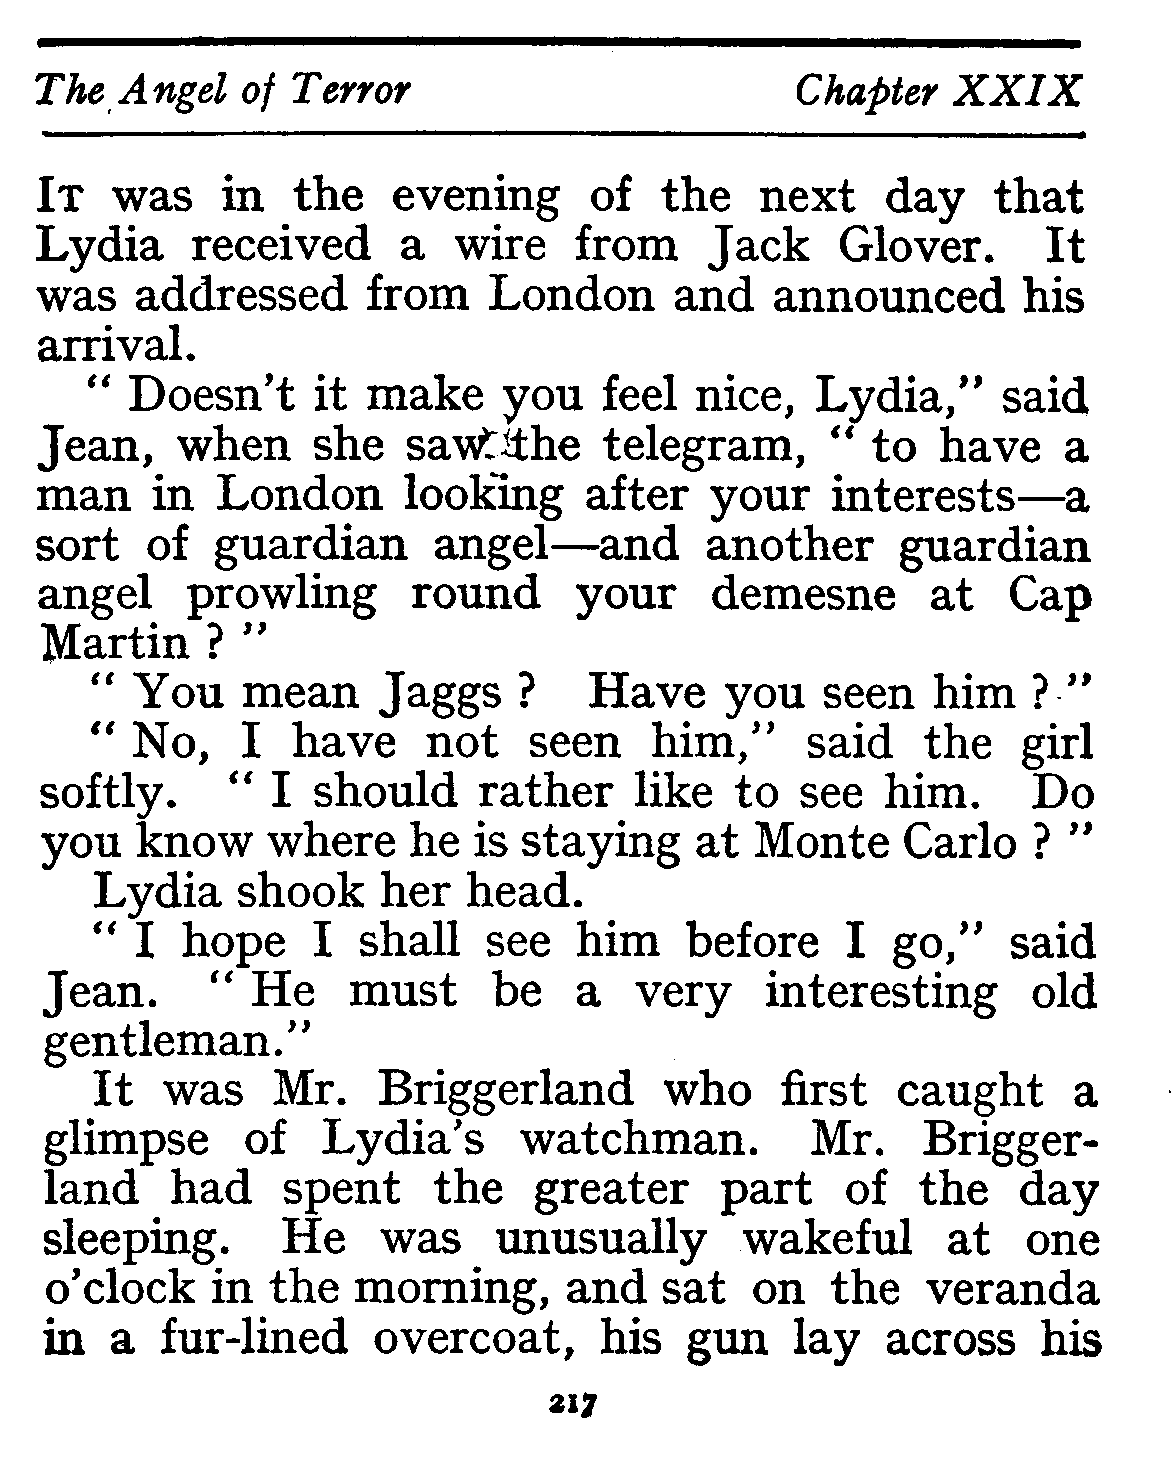 The Angel of Terror Chapter XXIX
IT was in the evening of the next day that
Lydia received a wire from Jack Glover. It
was addressed from London and announced his
arrival.
“ Doesn't it make you feel nice, Lydia,” said
Jean, when she saw the telegram, “ to have a
man in London looking after your interests—a
sort of guardian angel—and another guardian
angel prowling round your demesne at Cap
Martin ? ”
“ You mean Jaggs ? Have you seen him ? ”
“ No, I have not seen him,” said the girl
softly. “ I should rather like to see him. Do
you know where he is staying at Monte Carlo ? ”
Lydia shook her head.
“ I hope I shall see him before I go,” said
Jean. “ He must be a very interesting old
gentleman.”
It was Mr. Briggerland who first caught a
glimpse of Lydia's watchman. Mr. Brigger-
land had spent the greater part of the day
sleeping. He was unusually wakeful at one
o'clock in the morning, and sat on the veranda
in a fur-lined overcoat, his gun lay across his
217